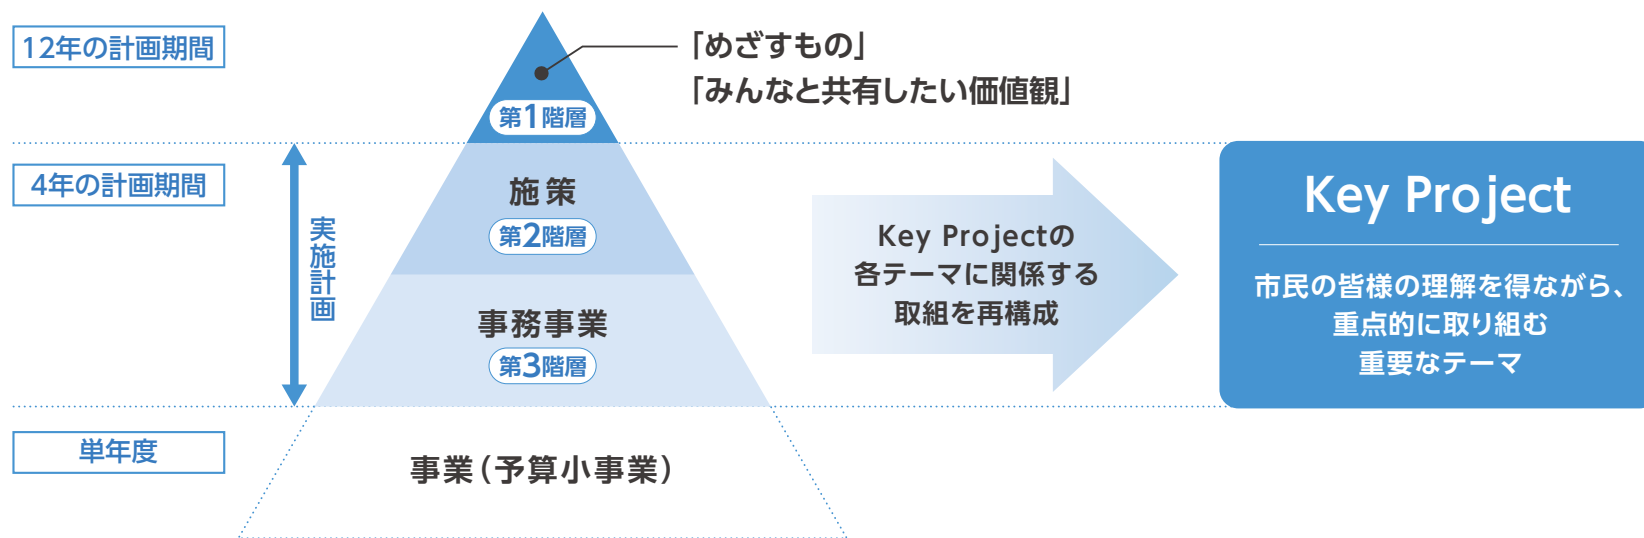 12年の計画期間
「めざすもの」
「みんなと共有したい価値観」
第1階層
4年の計画期間
実施計画
施策
第2階層
事務事業
第3階層
Key Projectの
各テーマに関係する
取組を再構成
Key Project
市民の皆様の理解を得ながら、
重点的に取り組む
重要なテーマ
単年度
事業（予算小事業）